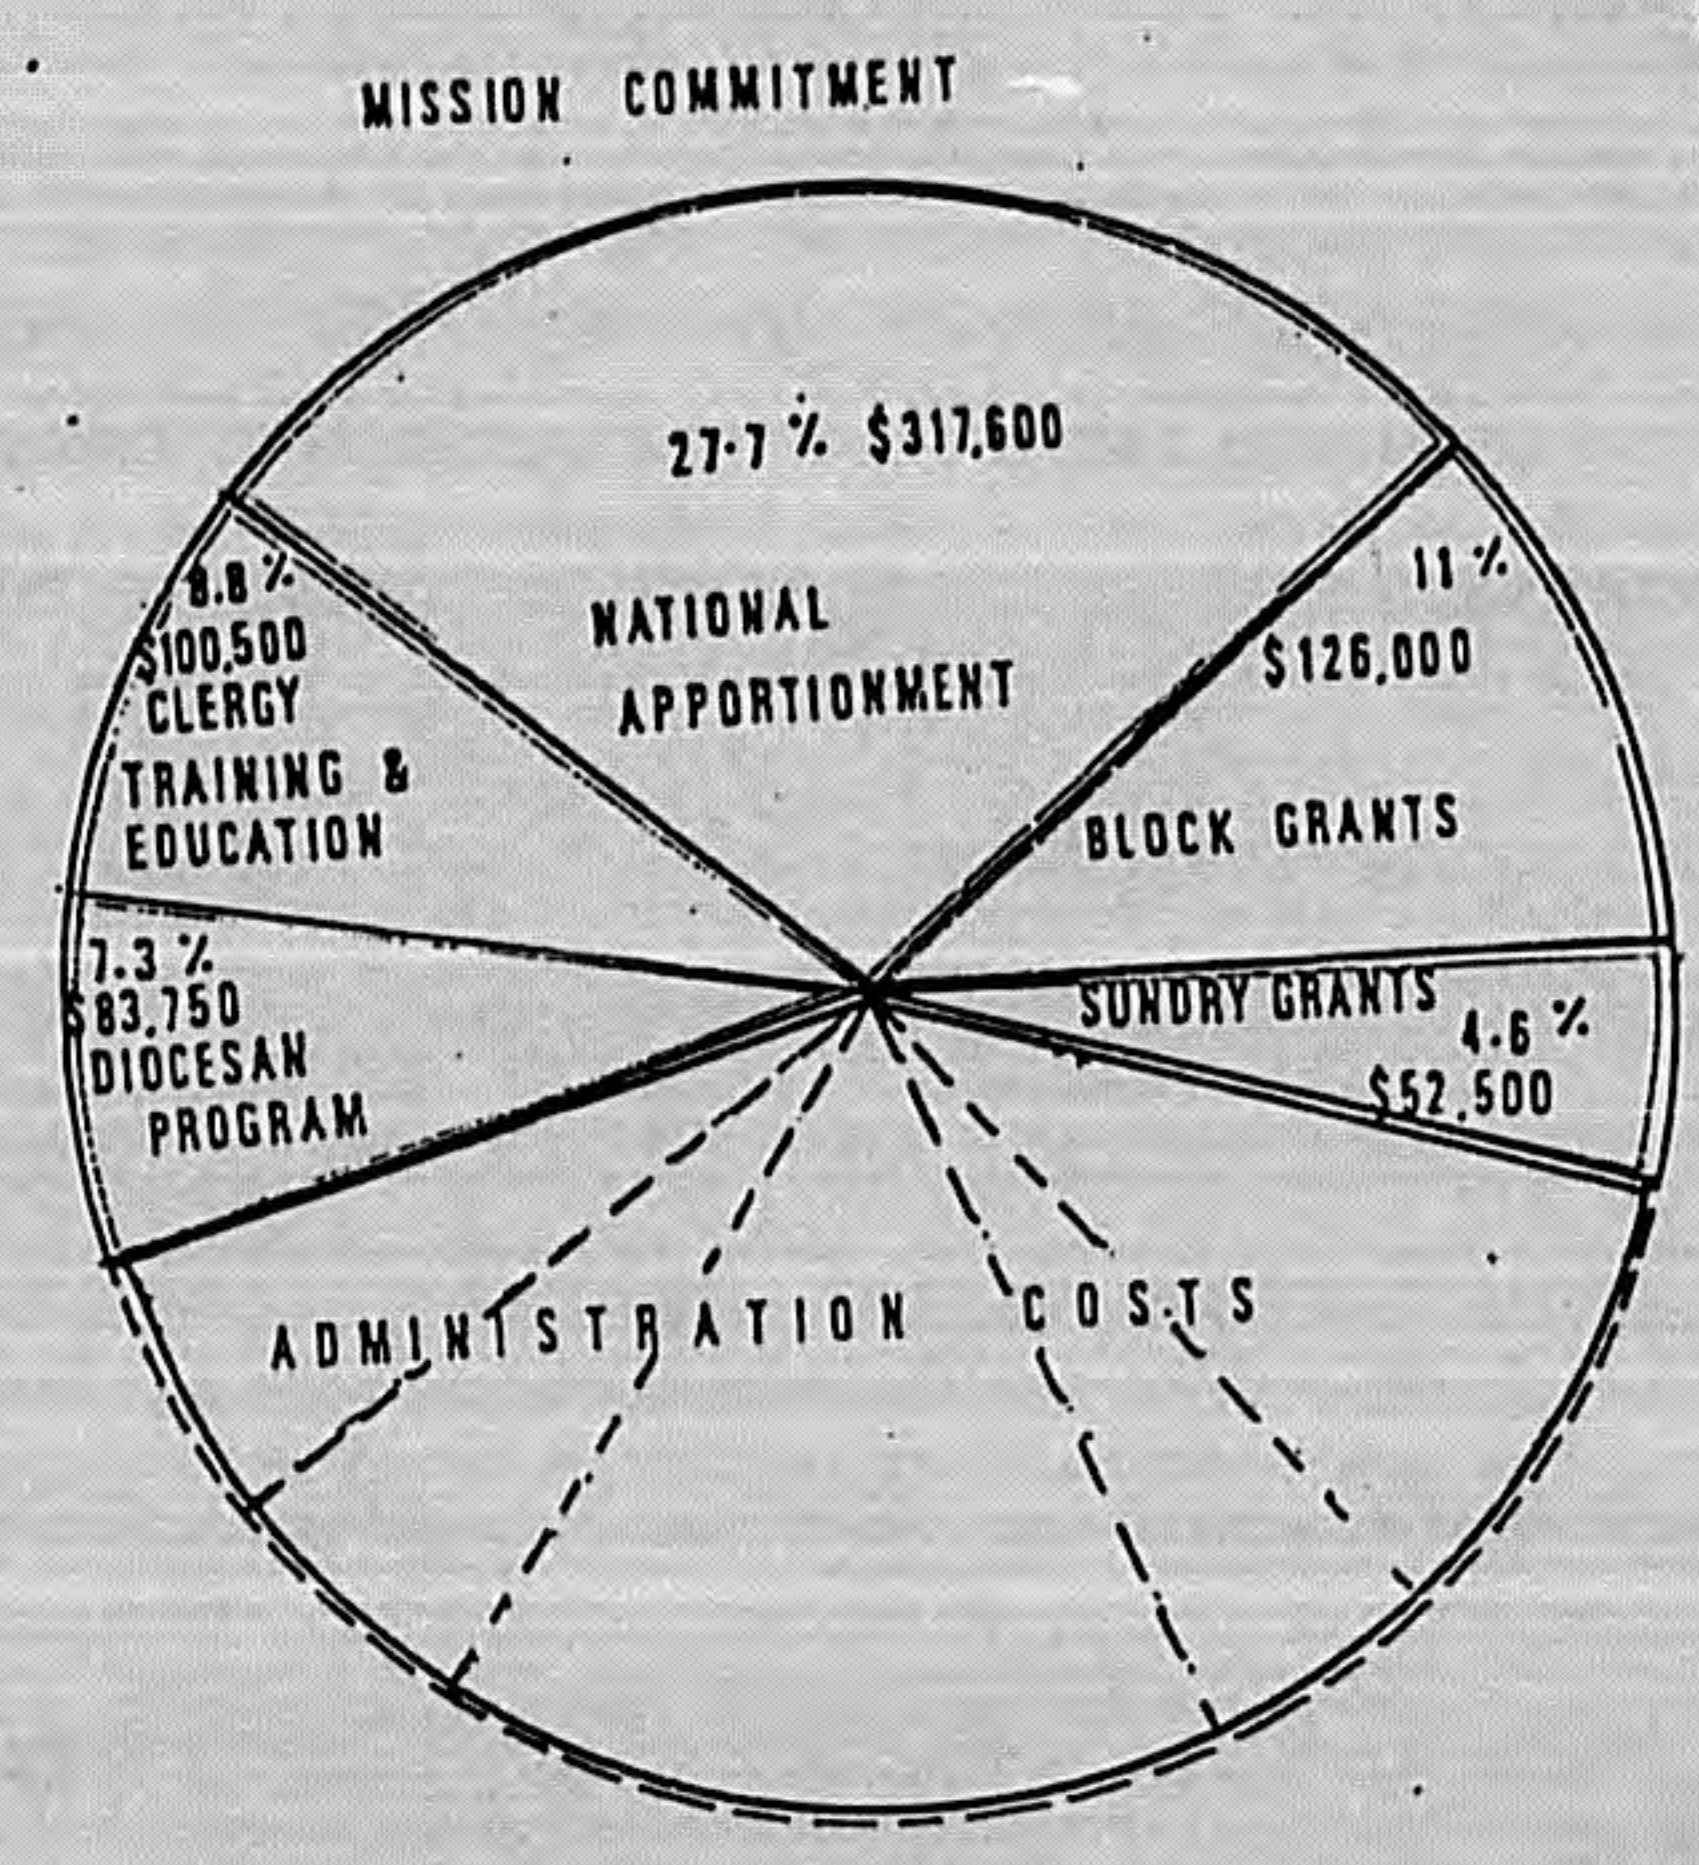 MISSION COMMITMENT
27.7 % $317,600
NATIONAL
APPORTIONMENT
11 %
$126,000
BLOCK GRANTS
8.8 %
$100,500
CLERGY
TRAINING &
EDUCATION
7.3 %
$83,750
DIOCESAN
PROGRAM
SUNDRY GRANTS
4.6 %
$52,500
ADMINISTRATION COSTS